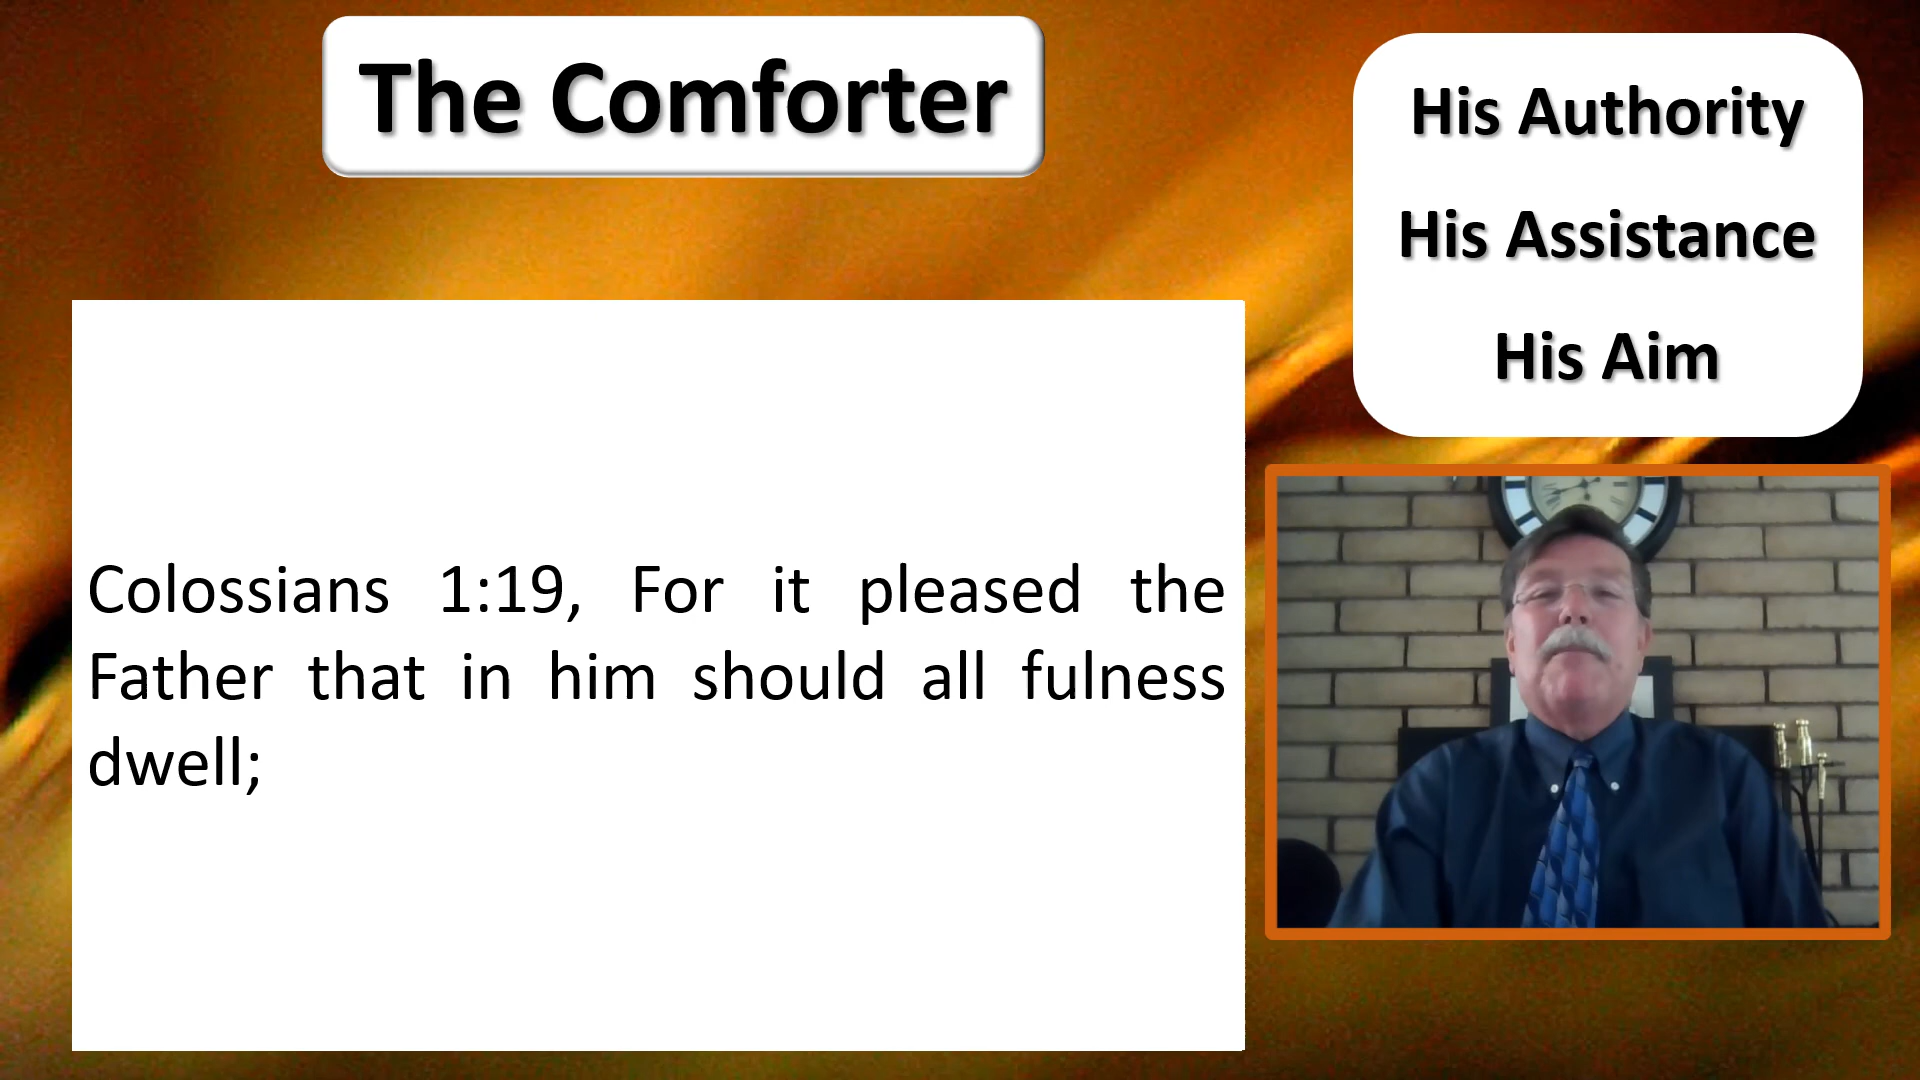 The Comforter
His Authority
His Assistance
His Aim
Colossians 1:19, For it pleased the
Father that in him should all fulness
dwell;